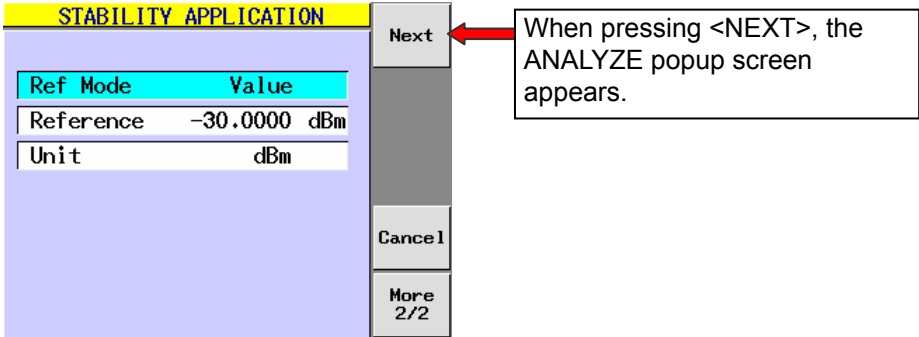 STABILITY APPLICATION
Next
When pressing <NEXT>, the
ANALYZE popup screen
appears.
Ref Mode Value
Reference -30.0000 dBm
Unit dBm
Cancel
More
2/2